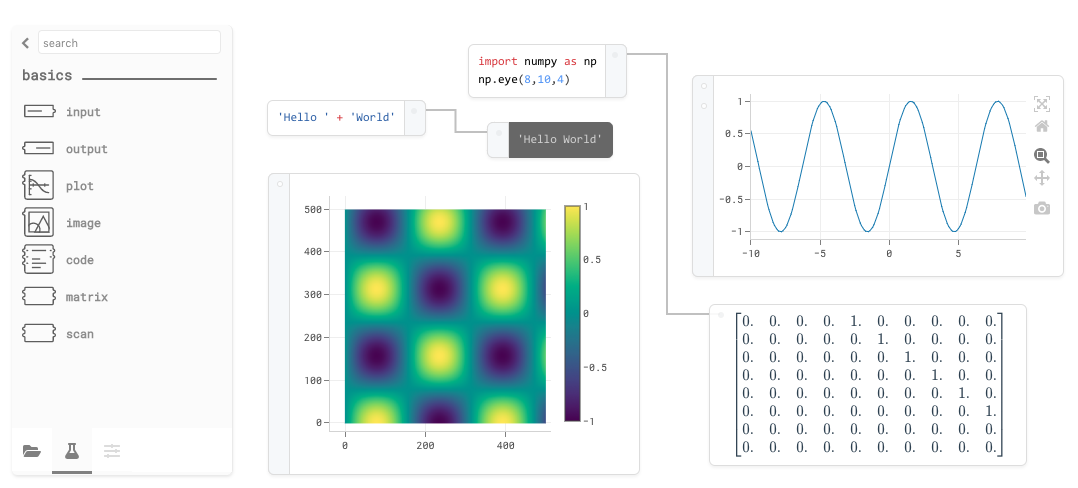 search
basics
input
output
plot
image
code
matrix
scan
'Hello ' + 'World'
import numpy as np
np.eye(8,10,4)
'Hello World'
500
400
300
200
100
0
0 200 400
1
0.5
0
−0.5
−1
1
0.5
0
−0.5
−1
−10 −5 0 5
0. 0. 0. 0. 1. 0. 0. 0. 0. 0.
0. 0. 0. 0. 0. 1. 0. 0. 0. 0.
0. 0. 0. 0. 0. 0. 1. 0. 0. 0.
0. 0. 0. 0. 0. 0. 0. 1. 0. 0.
0. 0. 0. 0. 0. 0. 0. 0. 1. 0.
0. 0. 0. 0. 0. 0. 0. 0. 0. 1.
0. 0. 0. 0. 0. 0. 0. 0. 0. 0.
0. 0. 0. 0. 0. 0. 0. 0. 0. 0.